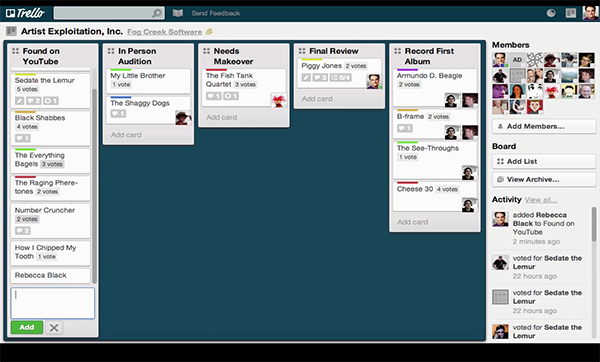 Trello
Send Feedback
Artist Exploitation, Inc. Fog Creek Software
Found on
YouTube
Sedate the Lemur
5 votes
2 1
Black Shabbes
4 votes
1
The Everything
Bagels 3 votes
The Raging Phere-
tones 2 votes
Number Cruncher
2 votes
2
How I Chipped My
Tooth 1 vote
Rebecca Black
Add
In Person
Audition
My Little Brother
1 vote
The Shaggy Dogs
1
Add card
Needs
Makeover
The Fish Tank
Quartet 3 votes
1 1
Add card
Final Review
Piggy Jones 2 votes
3 0/4
Add card
Record First
Album
Armundo D. Beagle
2 votes
B-frame 2 votes
1
The See-Throughs
1 vote
Cheese 30 4 votes
Add card
Members
AD
Add Members...
Board
Add List
View Archive...
Activity View all...
added Rebecca
Black to Found on
YouTube
2 minutes ago
voted for Sedate the
Lemur
22 hours ago
voted for Sedate the
Lemur
22 hours ago
voted for Sedate the
Lemur